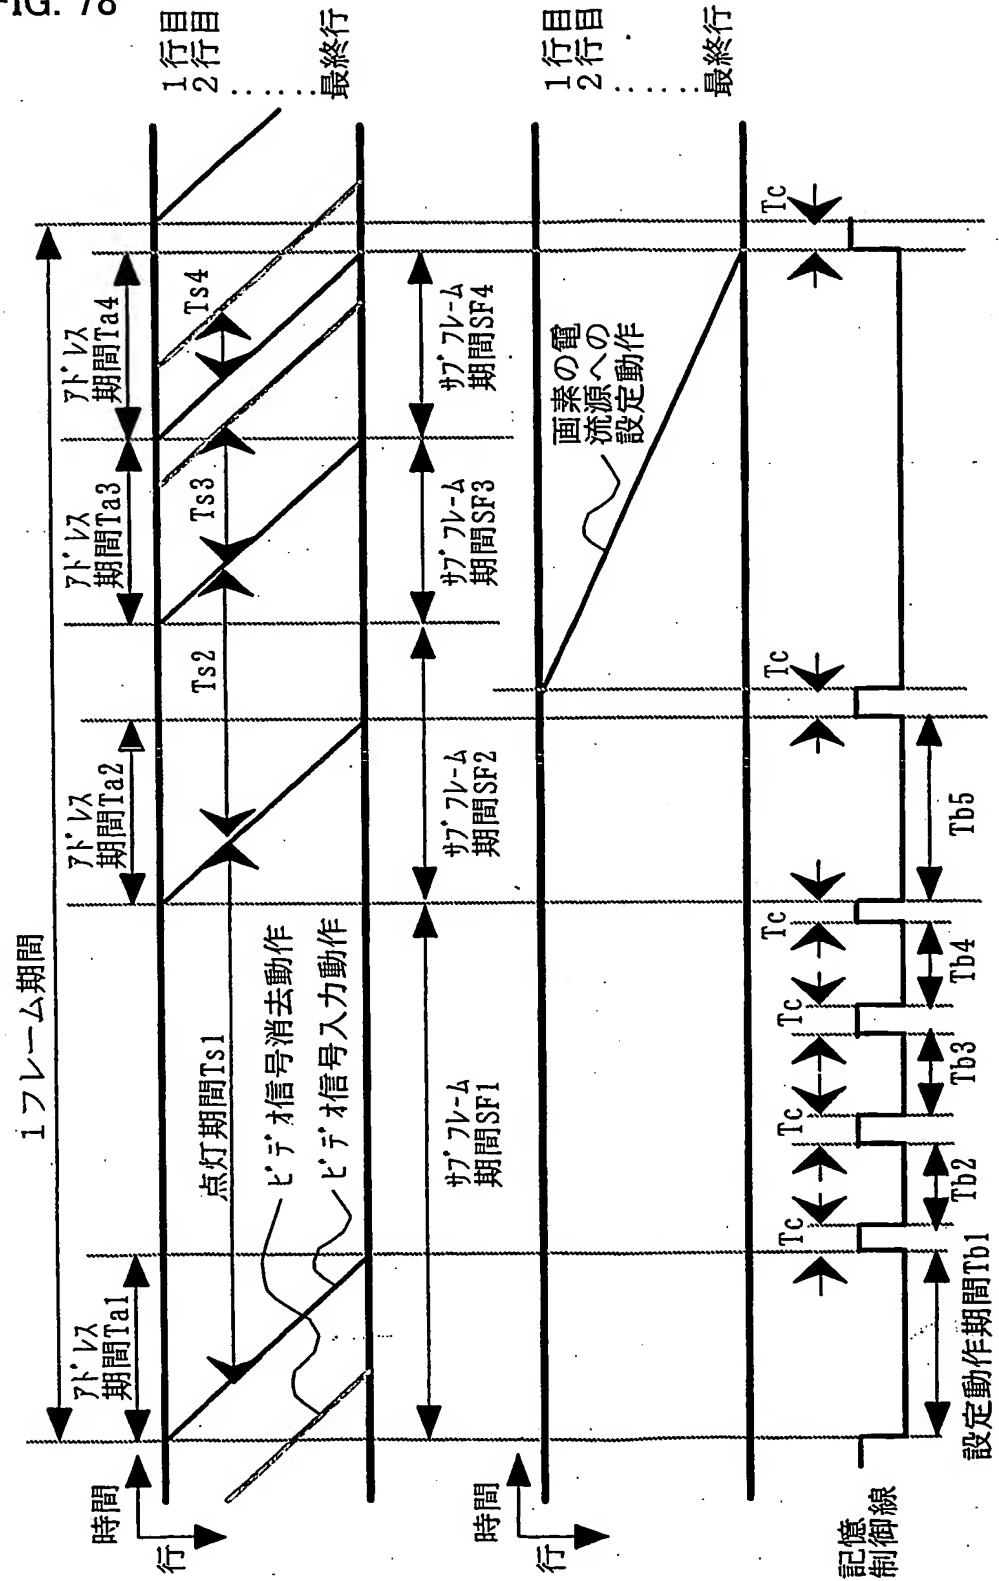 FIG. 78
1フレーム期間
アドレス
期間Ta1
アドレス
期間Ta2
アドレス
期間Ta3
アドレス
期間Ta4
時間
行
1行目
2行目
......
最終行
点灯期間Ts1
Ts2
Ts3
Ts4
ビデオ信号消去動作
ビデオ信号入力動作
サブフレーム
期間SF1
サブフレーム
期間SF2
サブフレーム
期間SF3
サブフレーム
期間SF4
時間
行
1行目
2行目
......
最終行
画素の電
流源への
設定動作
Tc
Tc
Tc
Tc
Tc
Tc
記憶
制御線
設定動作期間Tb1
Tb2
Tb3
Tb4
Tb5